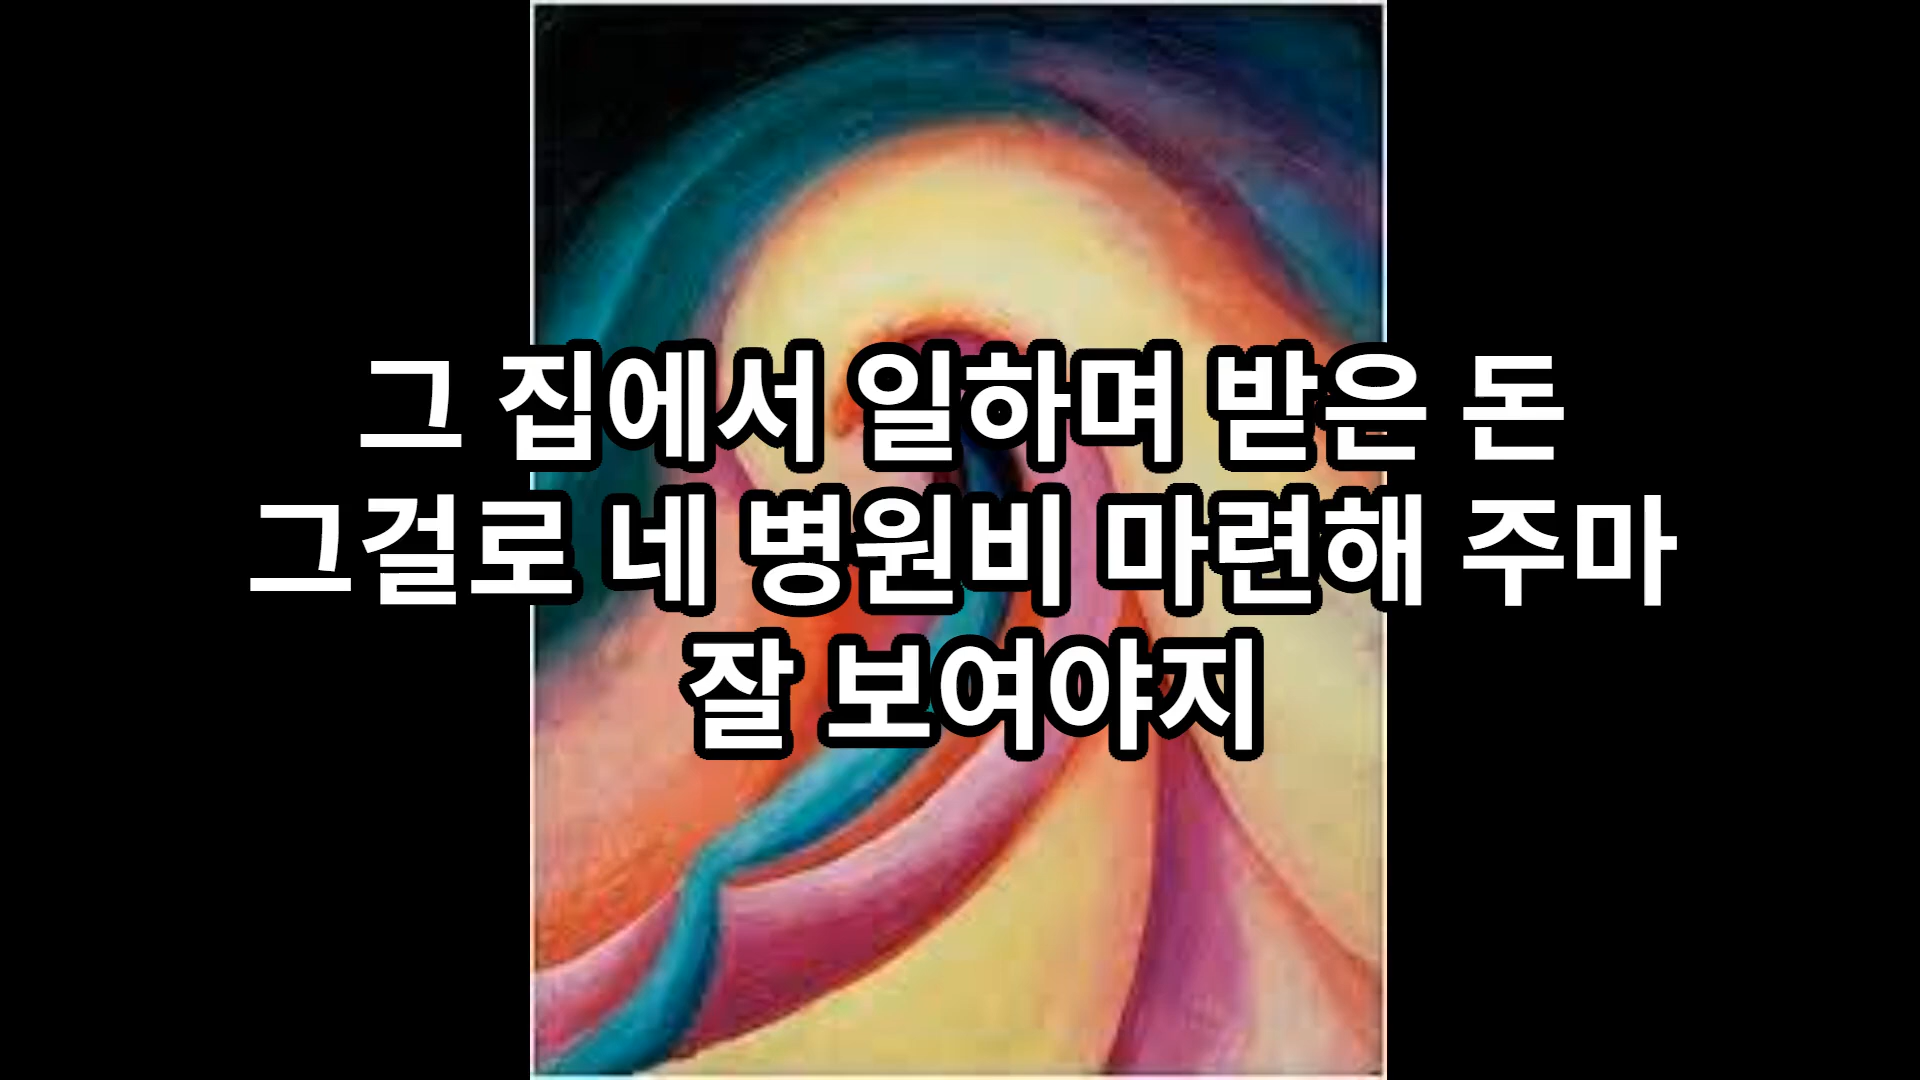 그 집에서 일하며 받은 돈
그걸로 네 병원비 마련해 주마
잘 보여야지